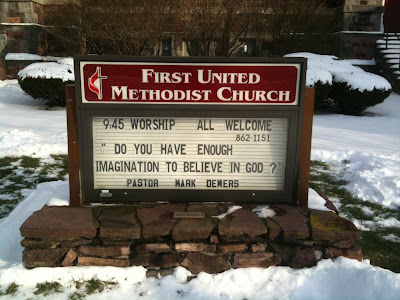 FIRST UNITED
METHODIST CHURCH
9:45 WORSHIP ALL WELCOME
862-1151
" DO YOU HAVE ENOUGH
IMAGINATION TO BELIEVE IN GOD ?"
PASTOR MARK DEMERS